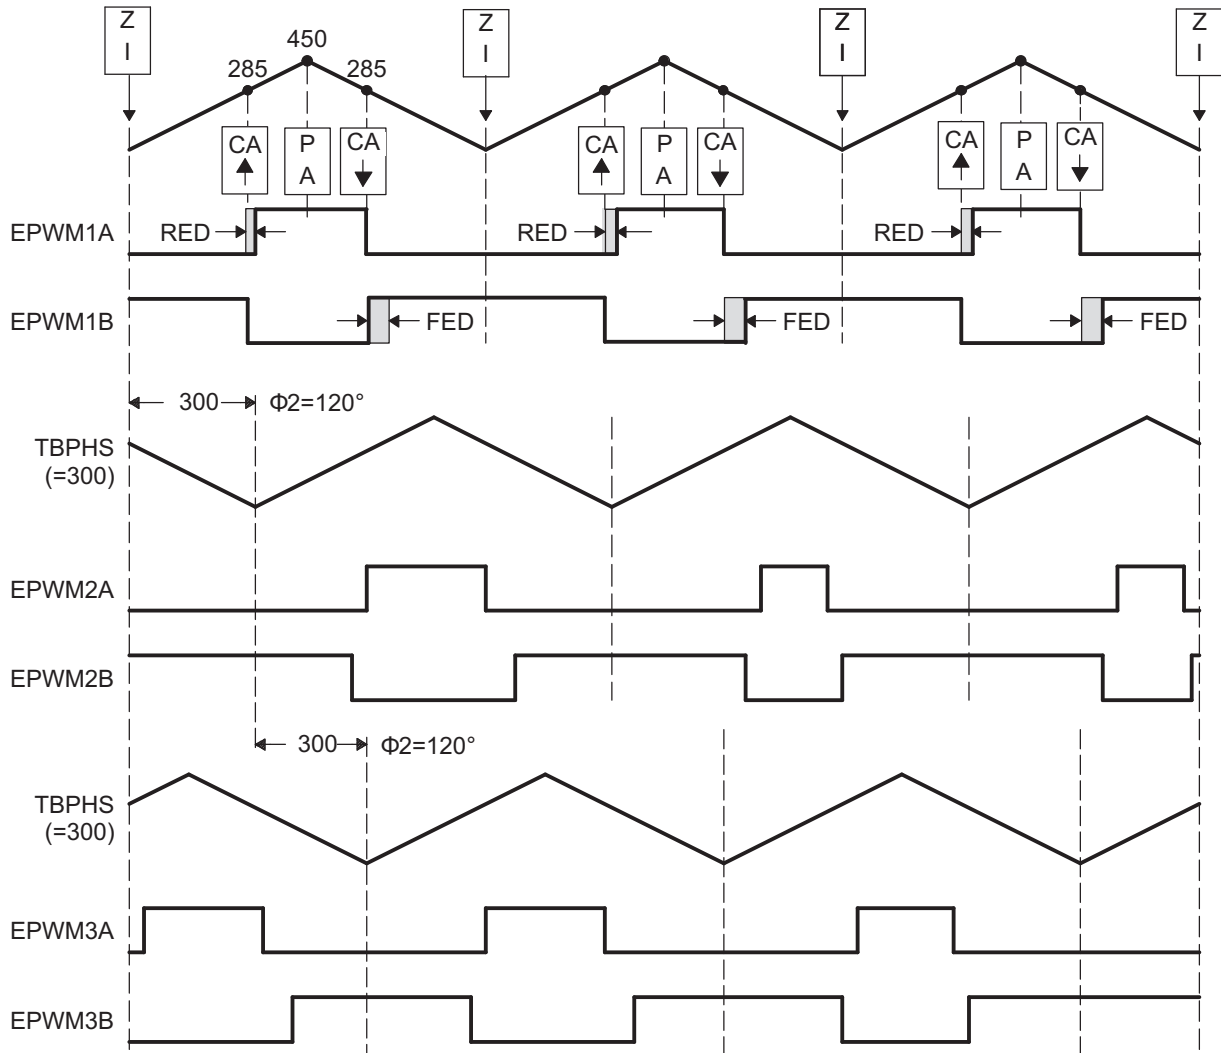 Z
I
Z
I
Z
I
Z
I
450
285
285
CA
P
A
CA
CA
P
A
CA
CA
P
A
CA
EPWM1A
RED
RED
RED
EPWM1B
FED
FED
FED
300
Φ2=120°
TBPHS
(=300)
EPWM2A
EPWM2B
300
Φ2=120°
TBPHS
(=300)
EPWM3A
EPWM3B